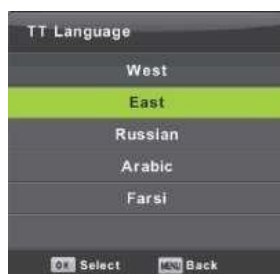 TT Language
West
East
Russian
Arabic
Farsi
OK Select MENU Back